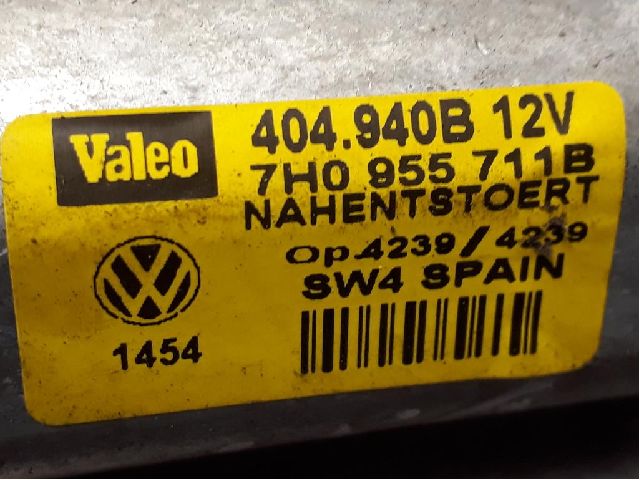 Valeo
404.940B 12V
7H0 955 711B
NAHENTSTOERT
Op.4239/4239
SW4 SPAIN
1454